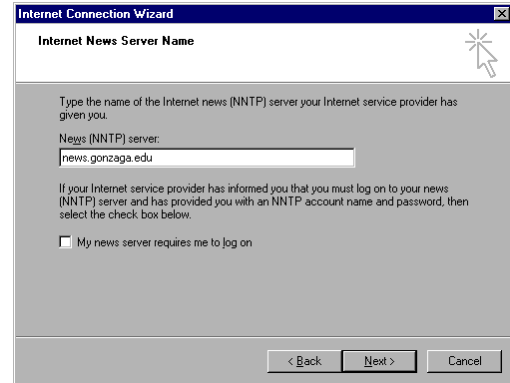 Internet Connection Wizard
Internet News Server Name
Type the name of the Internet news (NNTP) server your Internet service provider has
given you.
News (NNTP) server:
news.gonzaga.edu
If your Internet service provider has informed you that you must log on to your news
(NNTP) server and has provided you with an NNTP account name and password, then
select the check box below.
My news server requires me to log on
< Back Next > Cancel